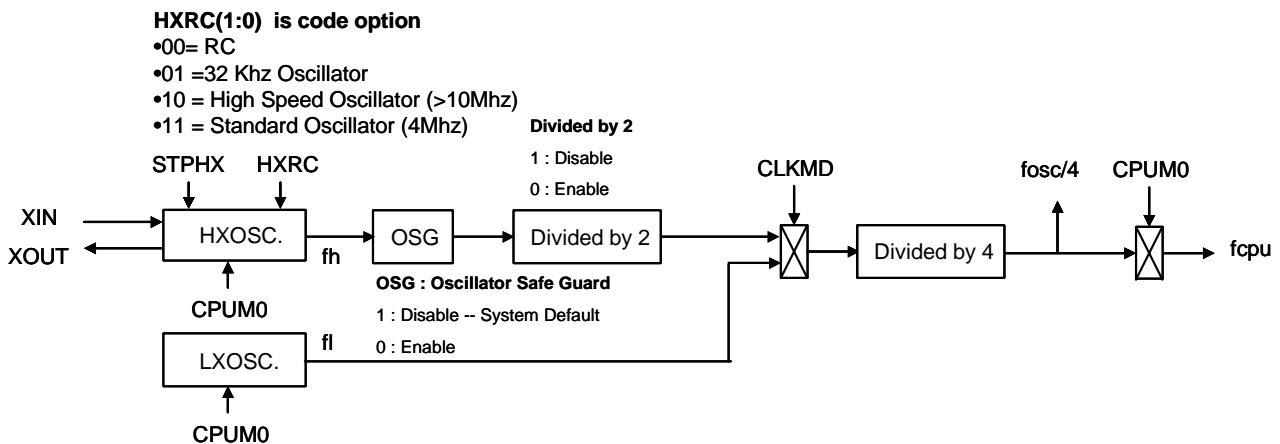 HXRC(1:0) is code option
•00= RC
•01 =32 Khz Oscillator
•10 = High Speed Oscillator (>10Mhz)
•11 = Standard Oscillator (4Mhz)
Divided by 2
1 : Disable
0 : Enable
STPHX
HXRC
CLKMD
fosc/4
CPUM0
XIN
XOUT
HXOSC.
fh
OSG
Divided by 2
Divided by 4
fcpu
CPUM0
OSG : Oscillator Safe Guard
1 : Disable -- System Default
0 : Enable
LXOSC.
fl
CPUM0